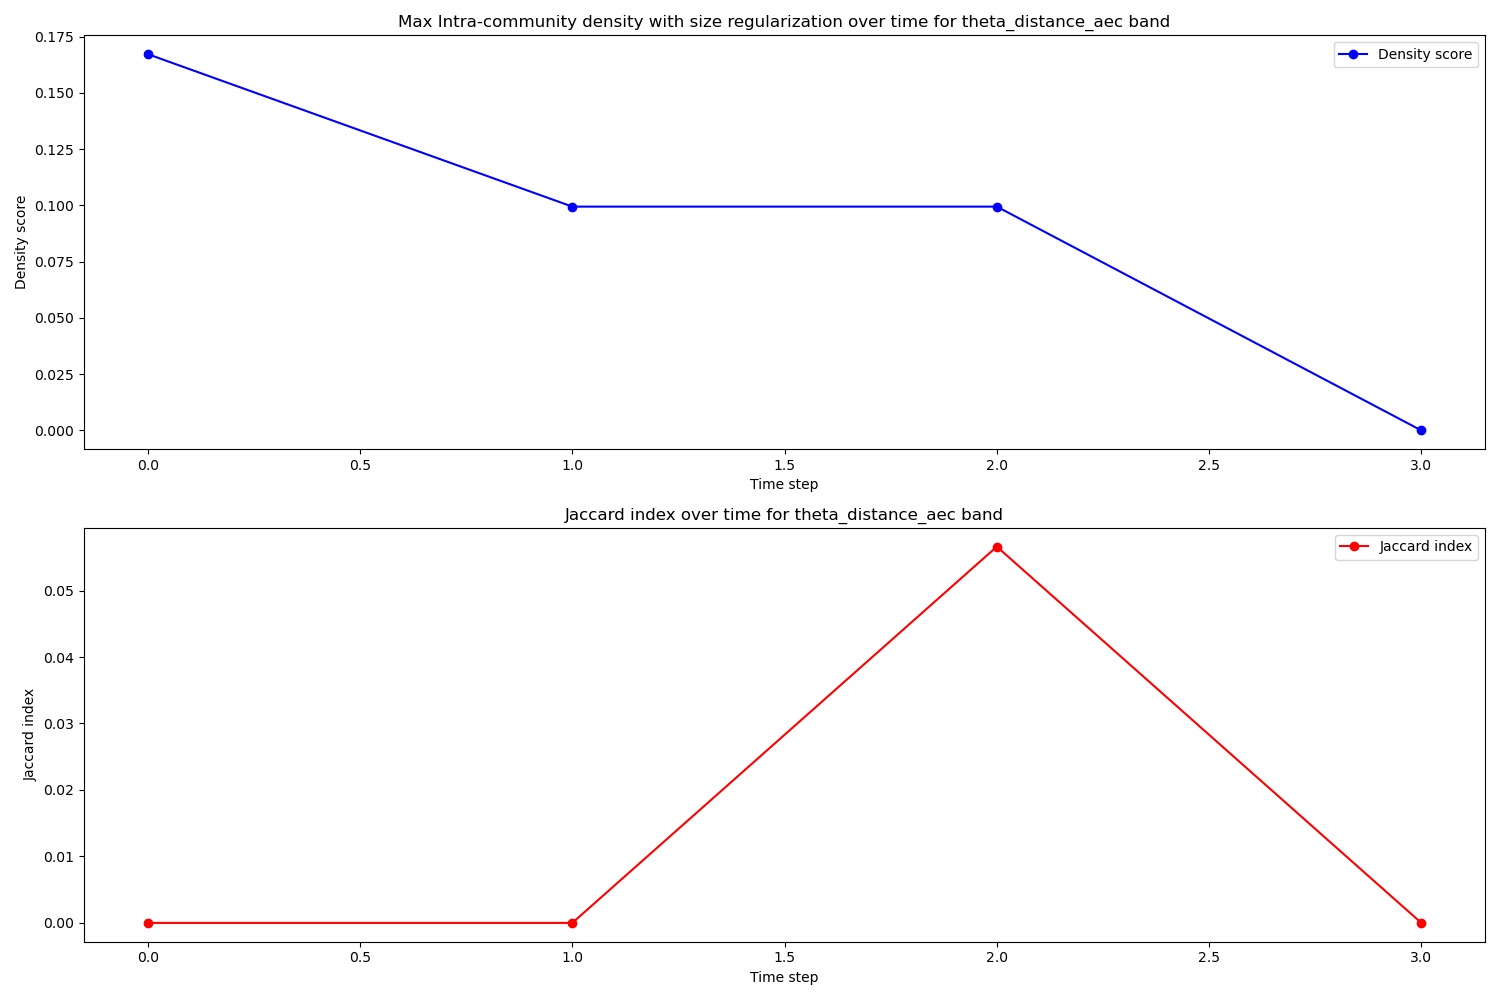 Max Intra-community density with size regularization over time for theta_distance_aec band
Density score
0.175
0.150
0.125
0.100
0.075
0.050
0.025
0.000
Density score
0.0 0.5 1.0 1.5 2.0 2.5 3.0
Time step
Jaccard index over time for theta_distance_aec band
Jaccard index
0.05
0.04
0.03
0.02
0.01
0.00
Jaccard index
0.0 0.5 1.0 1.5 2.0 2.5 3.0
Time step